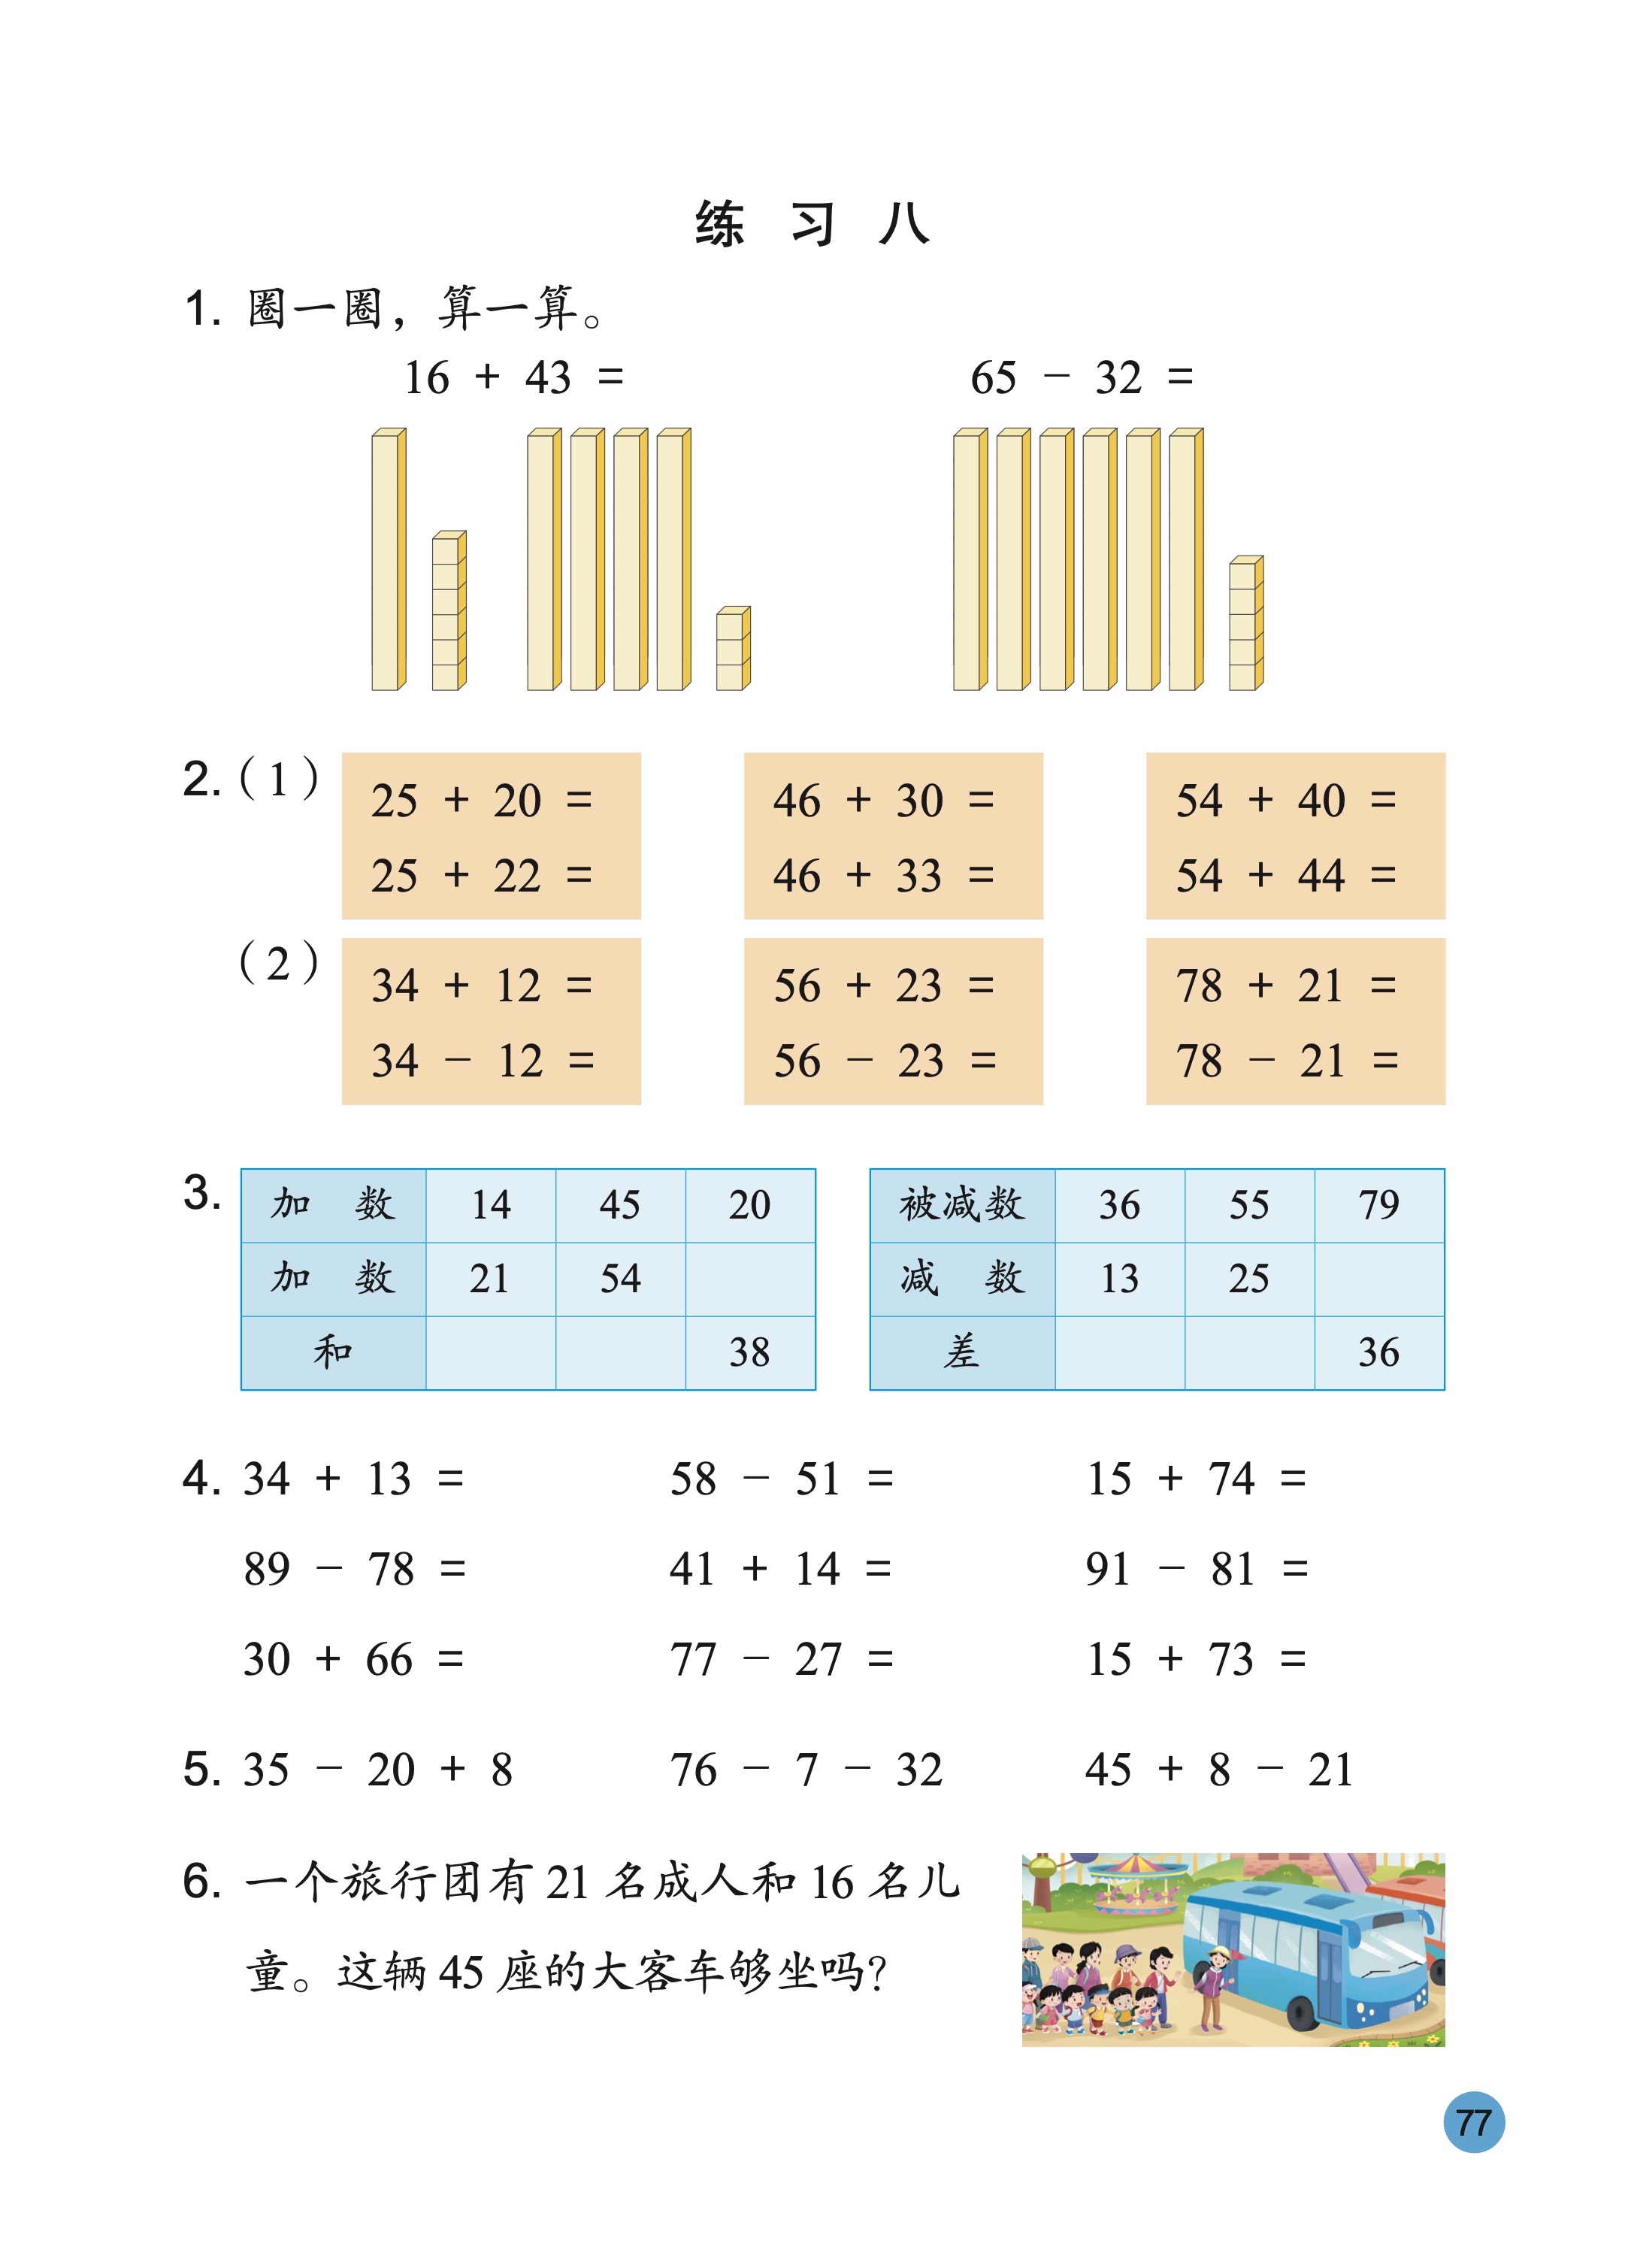 练 习 八
1. 圈一圈，算一算。
16 + 43 =    65 - 32 =
2.（1） 25 + 20 =    46 + 30 =    54 + 40 =
25 + 22 =    46 + 33 =    54 + 44 =
（2） 34 + 12 =    56 + 23 =    78 + 21 =
34 - 12 =    56 - 23 =    78 - 21 =
3. 加 数 14 45 20    被减数 36 55 79
加 数 21 54    减 数 13 25
和 38    差 36
4. 34 + 13 =    58 - 51 =    15 + 74 =
89 - 78 =    41 + 14 =    91 - 81 =
30 + 66 =    77 - 27 =    15 + 73 =
5. 35 - 20 + 8    76 - 7 - 32    45 + 8 - 21
6. 一个旅行团有 21 名成人和 16 名儿
童。这辆 45 座的大客车够坐吗？
77